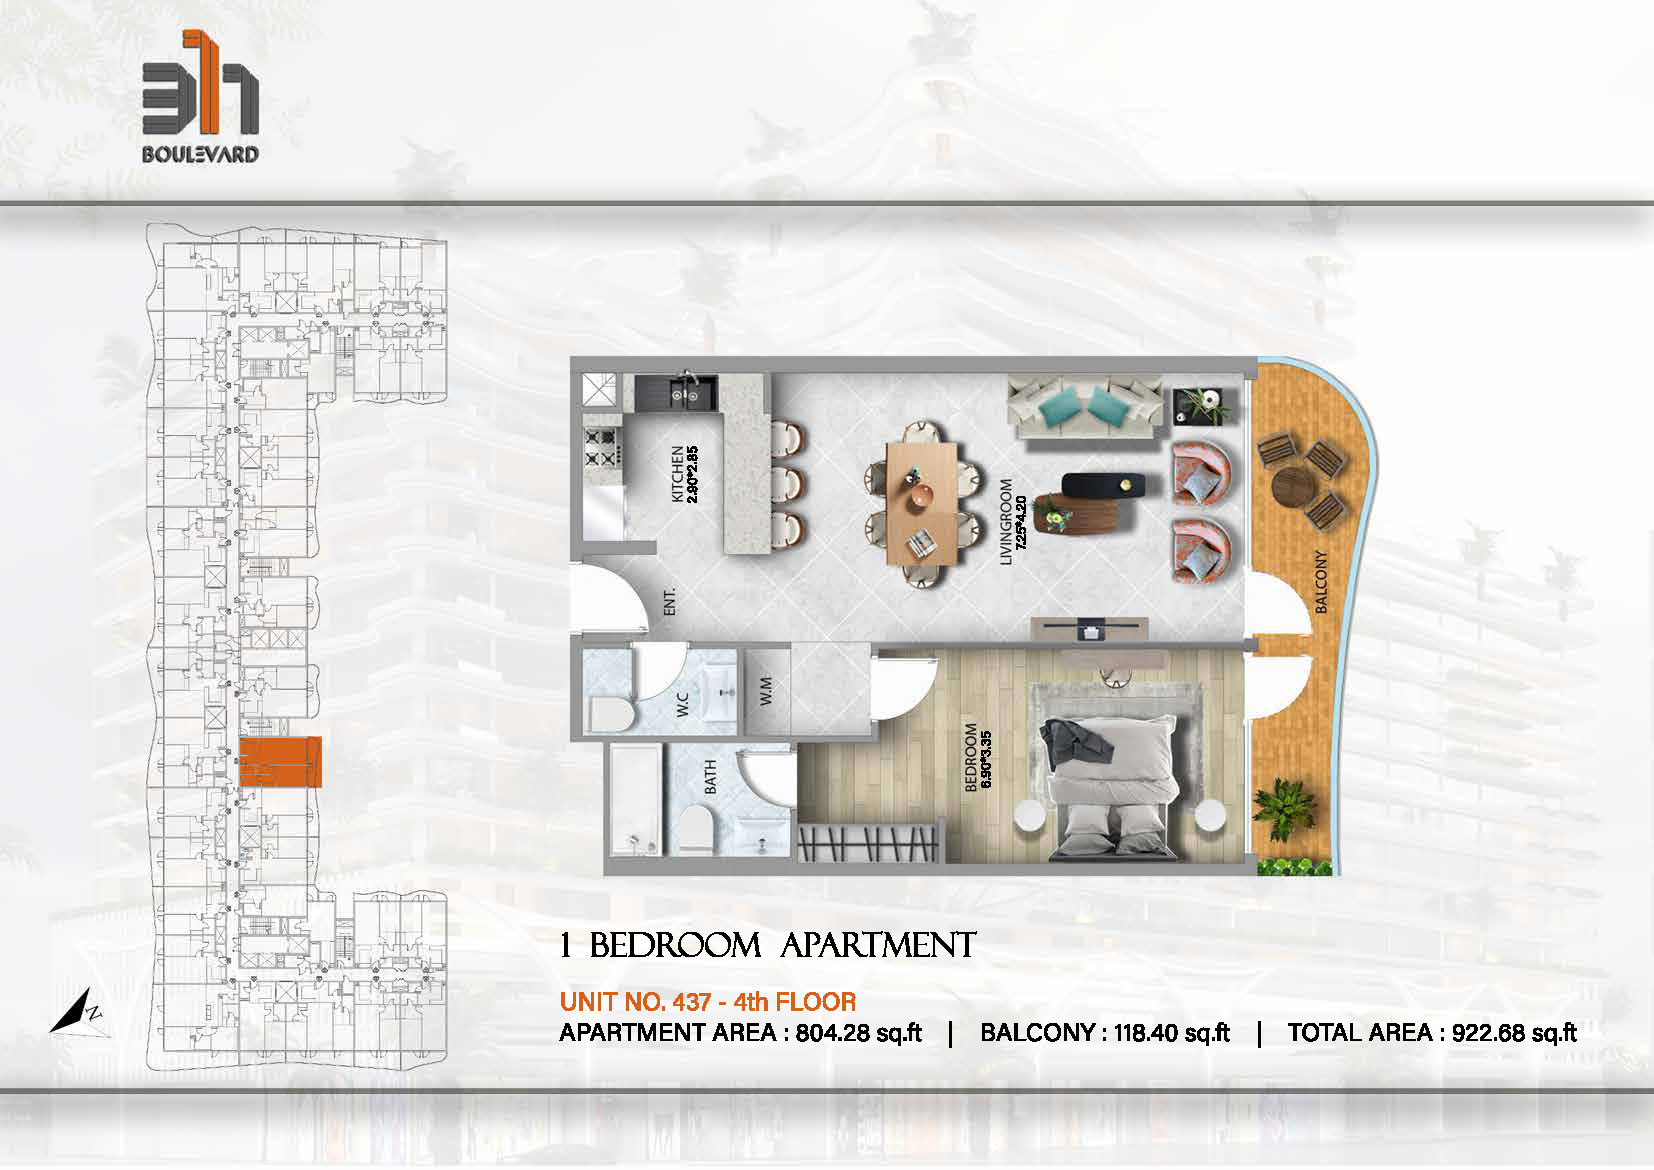 311
BOULEVARD
KITCHEN
2.90*2.85
LIVINGROOM
7.25*4.20
BALCONY
ENT.
W.C
W.M
BATH
BEDROOM
6.90*3.35
N
1 BEDROOM APARTMENT
UNIT NO. 437 - 4th FLOOR
APARTMENT AREA : 804.28 sq.ft | BALCONY : 118.40 sq.ft | TOTAL AREA : 922.68 sq.ft